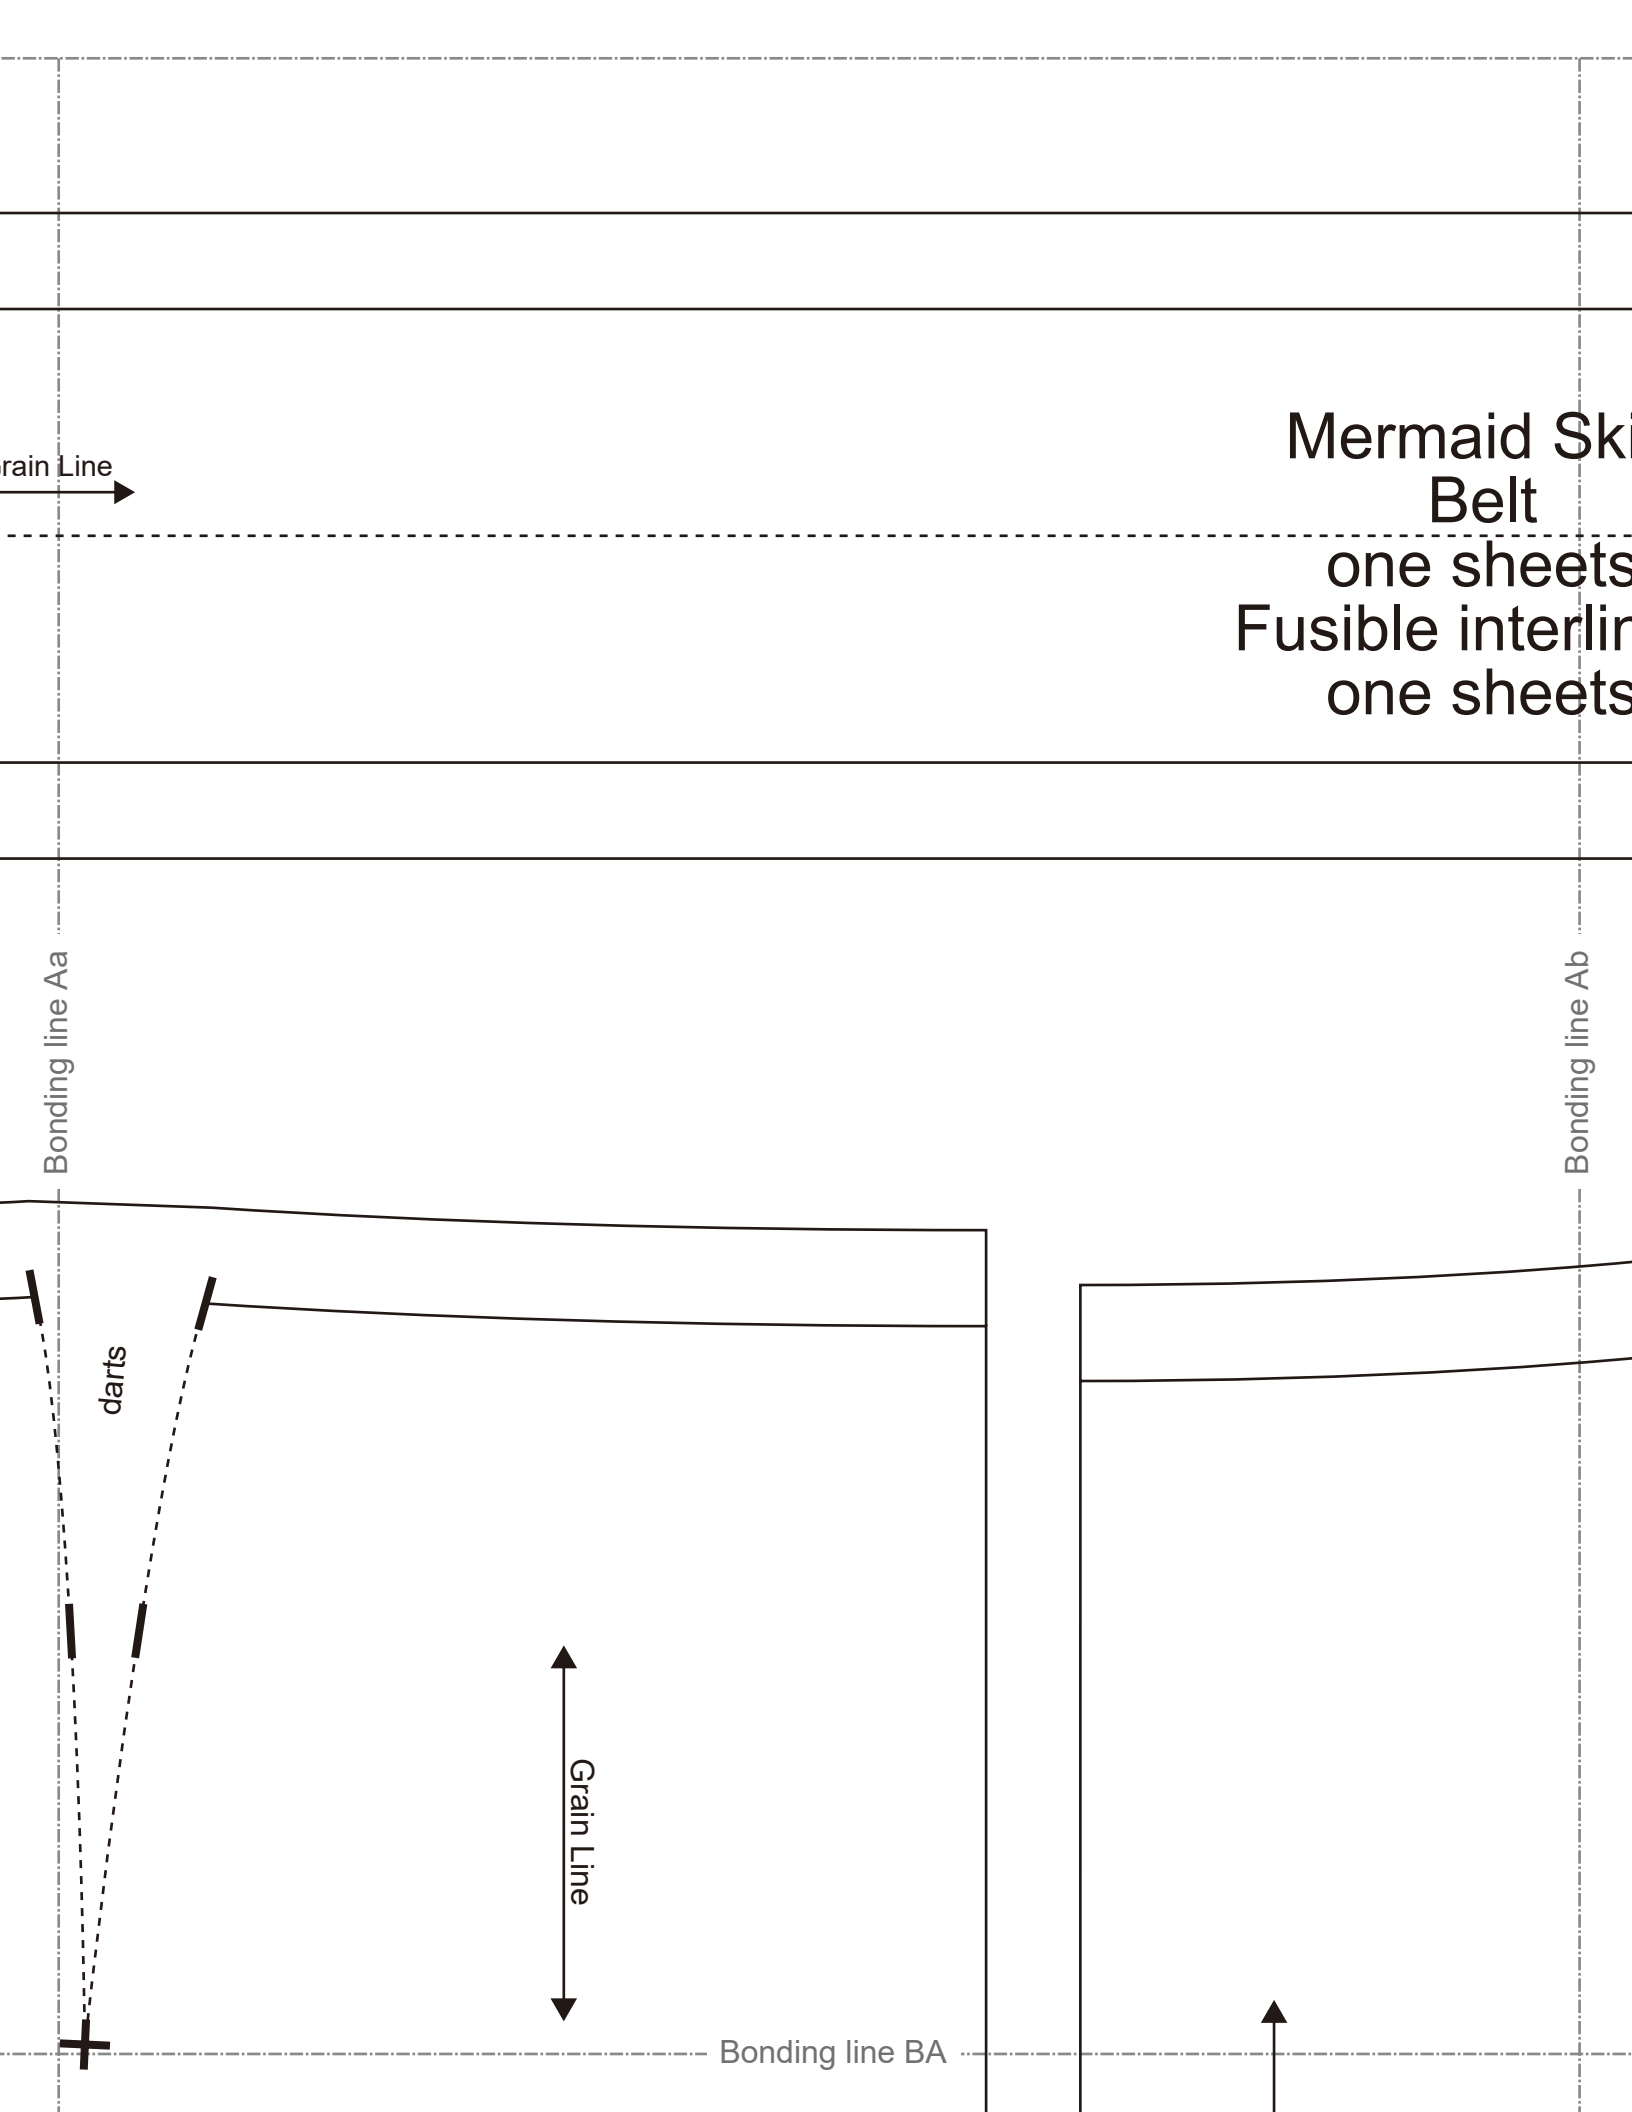 Mermaid Ski
rain Line
Belt
one sheets
Fusible interlin
one sheets
Bonding line Aa
Bonding line Ab
darts
Grain Line
Bonding line BA